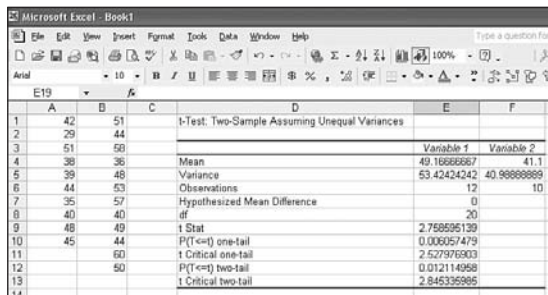 Microsoft Excel - Book1
File Edit View Insert Format Tools Data Window Help Type a question for
Arial 10 B I U $ % , 100%
E19 fx
A B C D E F
1 42 51 t-Test: Two-Sample Assuming Unequal Variances
2 29 44
3 51 58 Variable 1 Variable 2
4 38 36 Mean 49.16666667 41.1
5 39 48 Variance 53.42424242 40.98888889
6 44 53 Observations 12 10
7 35 57 Hypothesized Mean Difference 0
8 40 40 df 20
9 48 49 t Stat 2.758595139
10 45 44 P(T<=t) one-tail 0.006057479
11 60 t Critical one-tail 2.527976903
12 50 P(T<=t) two-tail 0.012114958
13 t Critical two-tail 2.845335985
14